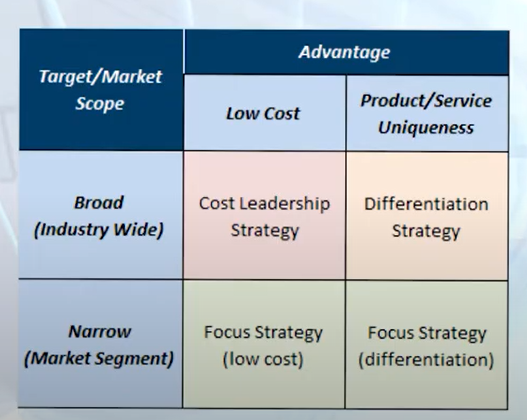 Target/Market
Scope
Advantage
Low Cost
Product/Service
Uniqueness
Broad
(Industry Wide)
Cost Leadership
Strategy
Differentiation
Strategy
Narrow
(Market Segment)
Focus Strategy
(low cost)
Focus Strategy
(differentiation)